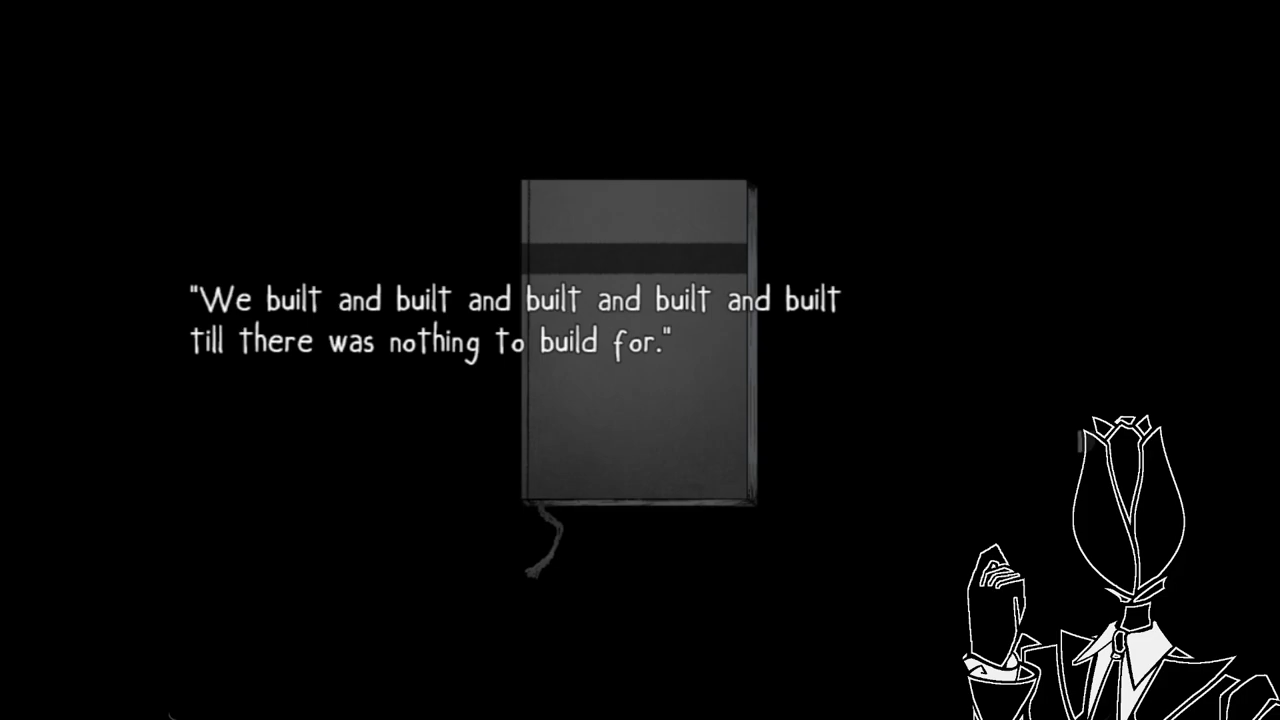 "We built and built and built and built and built
till there was nothing to build for."